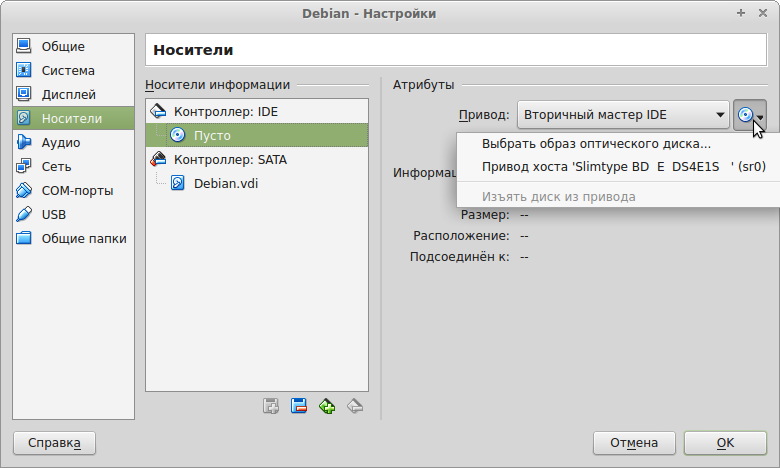 Debian - Настройки
Общие
Система
Дисплей
Носители
Аудио
Сеть
COM-порты
USB
Общие папки
Носители
Носители информации
Контроллер: IDE
Пусто
Контроллер: SATA
Debian.vdi
Атрибуты
Привод: Вторичный мастер IDE
Выбрать образ оптического диска...
Привод хоста 'Slimtype BD E DS4E1S ' (sr0)
Изъять диск из привода
Размер: --
Расположение: --
Подсоединён к: --
Справка
Отмена
OK